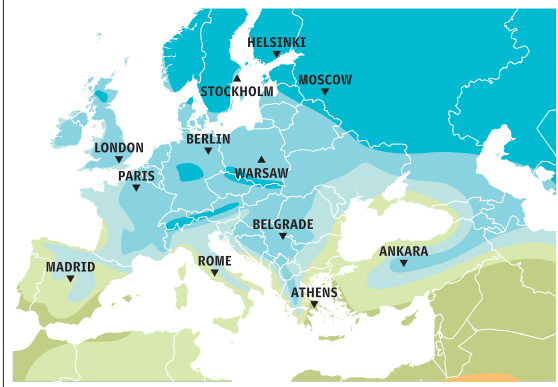 HELSINKI
STOCKHOLM
MOSCOW
LONDON
BERLIN
PARIS
WARSAW
BELGRADE
MADRID
ROME
ANKARA
ATHENS